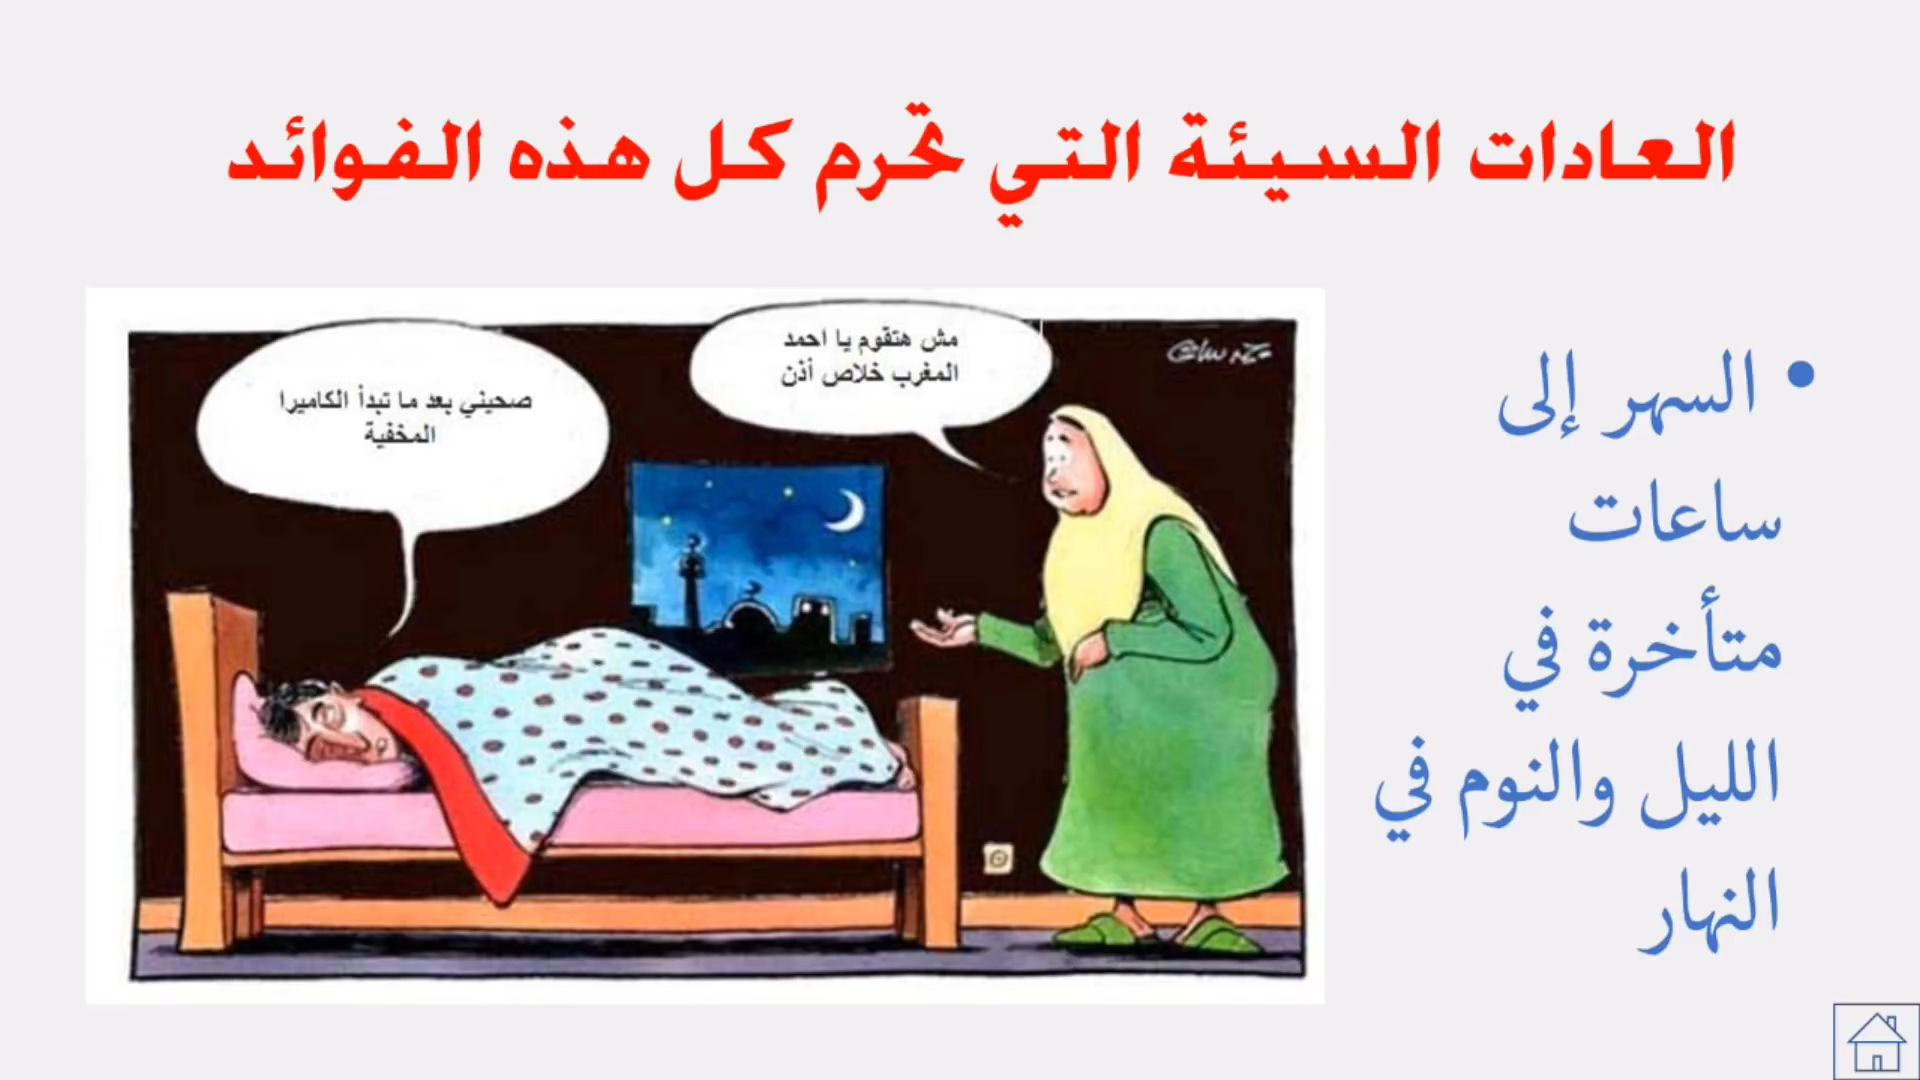 العادات السيئة التي تحرم كل هذه الفوائد
• السهر إلى
ساعات
متأخرة في
الليل والنوم في
النهار
مش هتقوم يا احمد
المغرب خلاص أذن
صحيني بعد ما تبدأ الكاميرا
المخفية